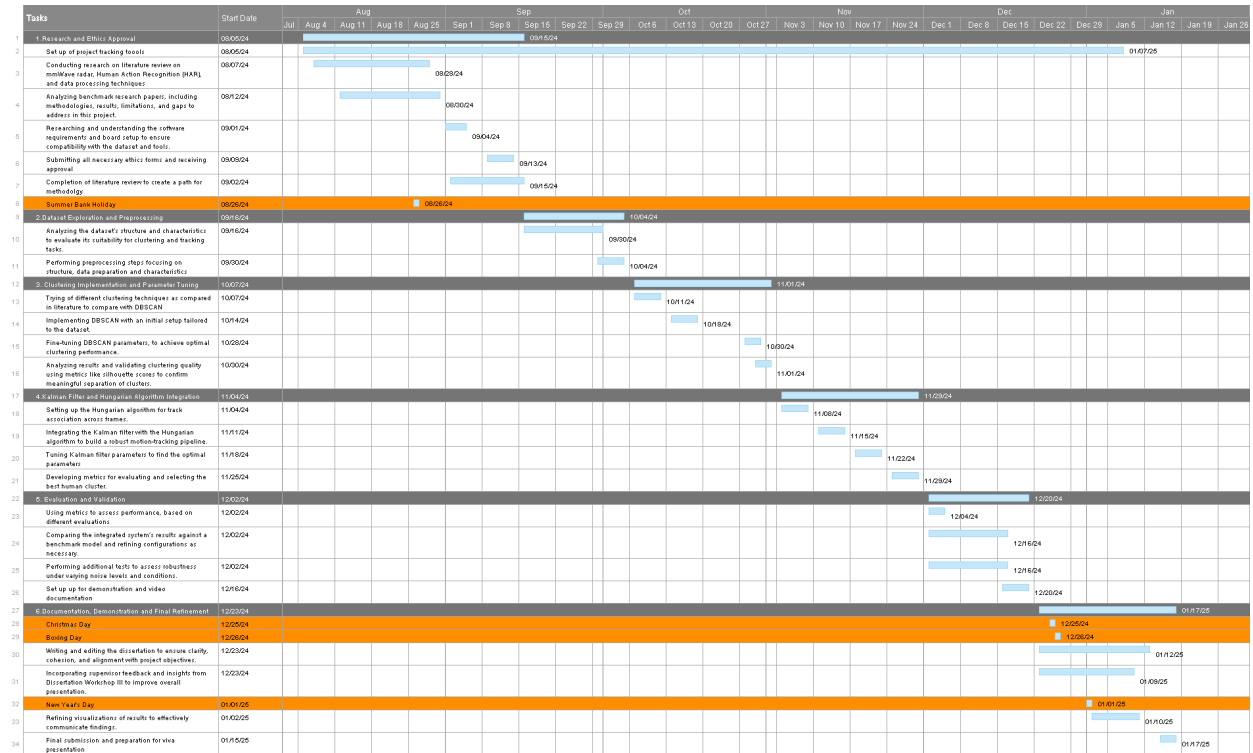 Tasks Start Date Aug Sep Oct Nov Dec Jan
Jul Aug 4 Aug 11 Aug 18 Aug 25 Sep 1 Sep 8 Sep 15 Sep 22 Sep 29 Oct 6 Oct 13 Oct 20 Oct 27 Nov 3 Nov 10 Nov 17 Nov 24 Dec 1 Dec 8 Dec 15 Dec 22 Dec 29 Jan 5 Jan 12 Jan 19 Jan 26
1 1.Research and Ethics Approval 08/05/24 09/15/24
2 Set up of project tracking toools 08/05/24 01/07/25
3 Conducting research on literature review on 08/07/24 08/28/24
mmWave radar, Human Action Recognition (HAR),
and data processing techniques
4 Analyzing benchmark research papers, including 08/12/24 08/30/24
methodologies, results, limitations, and gaps to
address in this project.
5 Researching and understanding the software 09/01/24 09/04/24
requirements and board setup to ensure
compatibility with the dataset and tools.
6 Submitting all necessary ethics forms and receiving 09/09/24 09/13/24
approval
7 Completion of literature review to create a path for 09/02/24 09/15/24
methodolgy
8 Summer Bank Holiday 08/26/24 08/26/24
9 2.Dataset Exploration and Preprocessing 09/16/24 10/04/24
10 Analyzing the dataset's structure and characteristics 09/16/24 09/30/24
to evaluate its suitability for clustering and tracking
tasks.
11 Performing preprocessing steps focusing on 09/30/24 10/04/24
structure, data preparation and characteristics
12 3. Clustering Implementation and Parameter Tuning 10/07/24 11/01/24
13 Trying of different clustering techniques as compared 10/07/24 10/11/24
in literature to compare with DBSCAN
14 Implementing DBSCAN with an initial setup tailored 10/14/24 10/18/24
to the dataset.
15 Fine-tuning DBSCAN parameters, to achieve optimal 10/28/24 10/30/24
clustering performance.
16 Analyzing results and validating clustering quality 10/30/24 11/01/24
using metrics like silhouette scores to confirm
meaningful separation of clusters.
17 4.Kalman Filter and Hungarian Algorithm Integration 11/04/24 11/29/24
18 Setting up the Hungarian algorithm for track 11/04/24 11/08/24
association across frames.
19 Integrating the Kalman filter with the Hungarian 11/11/24 11/15/24
algorithm to build a robust motion-tracking pipeline.
20 Tuning Kalman filter parameters to find the optimal 11/18/24 11/22/24
parameters
21 Developing metrics for evaluating and selecting the 11/25/24 11/29/24
best human cluster.
22 5. Evaluation and Validation 12/02/24 12/20/24
23 Using metrics to assess performance, based on 12/02/24 12/04/24
different evaluations
24 Comparing the integrated system's results against a 12/02/24 12/16/24
benchmark model and refining configurations as
necessary.
25 Performing additional tests to assess robustness 12/02/24 12/16/24
under varying noise levels and conditions.
26 Set up up for demonstration and video 12/16/24 12/20/24
documentation
27 6.Documentation, Demonstration and Final Refinement 12/23/24 01/17/25
28 Christmas Day 12/25/24 12/25/24
29 Boxing Day 12/26/24 12/26/24
30 Writing and editing the dissertation to ensure clarity, 12/23/24 01/12/25
cohesion, and alignment with project objectives.
31 Incorporating supervisor feedback and insights from 12/23/24 01/09/25
Dissertation Workshop III to improve overall
presentation.
32 New Year's Day 01/01/25 01/01/25
33 Refining visualizations of results to effectively 01/02/25 01/10/25
communicate findings.
34 Final submission and preparation for viva 01/15/25 01/17/25
presentation